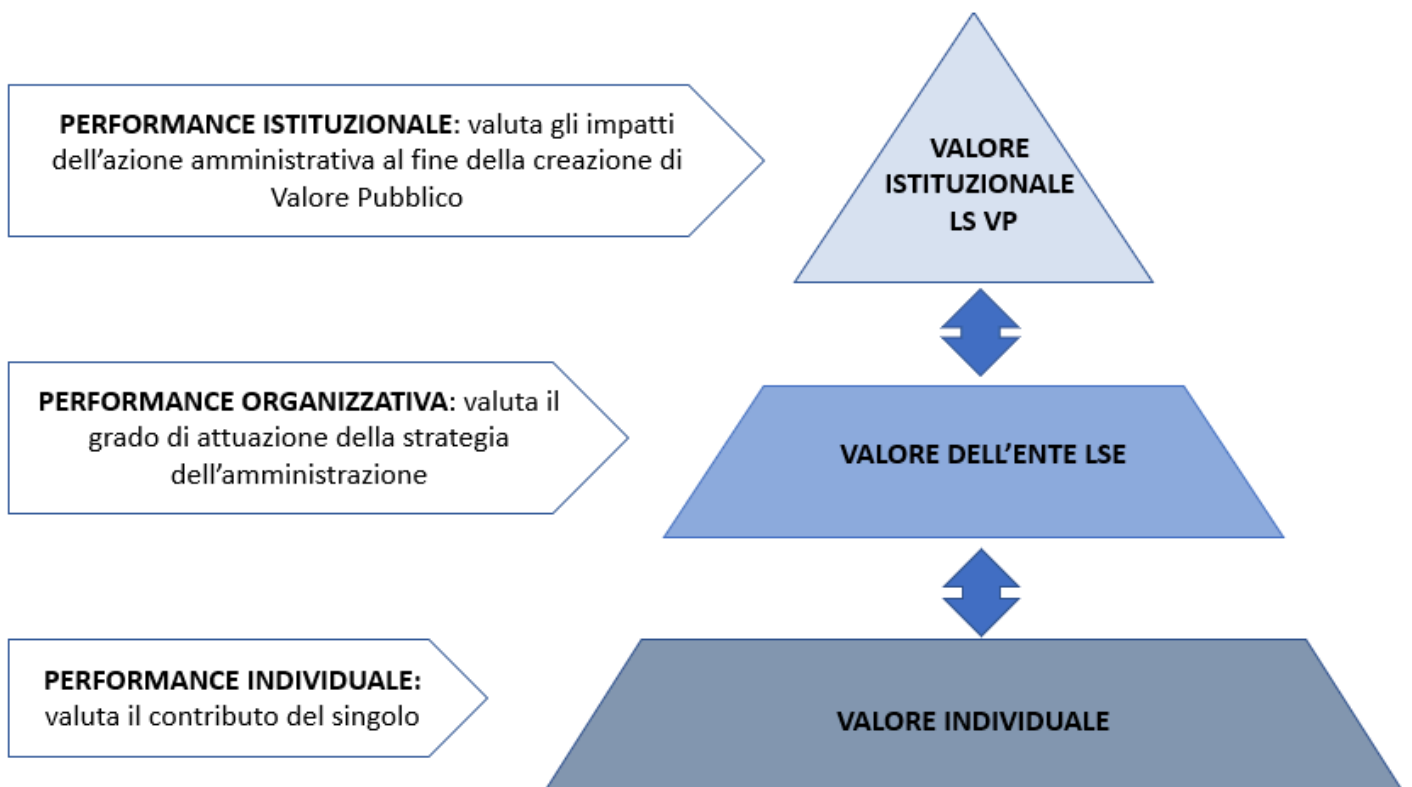 PERFORMANCE ISTITUZIONALE: valuta gli impatti
dell’azione amministrativa al fine della creazione di
Valore Pubblico
VALORE
ISTITUZIONALE
LS VP
PERFORMANCE ORGANIZZATIVA: valuta il
grado di attuazione della strategia
dell’amministrazione
VALORE DELL’ENTE LSE
PERFORMANCE INDIVIDUALE:
valuta il contributo del singolo
VALORE INDIVIDUALE